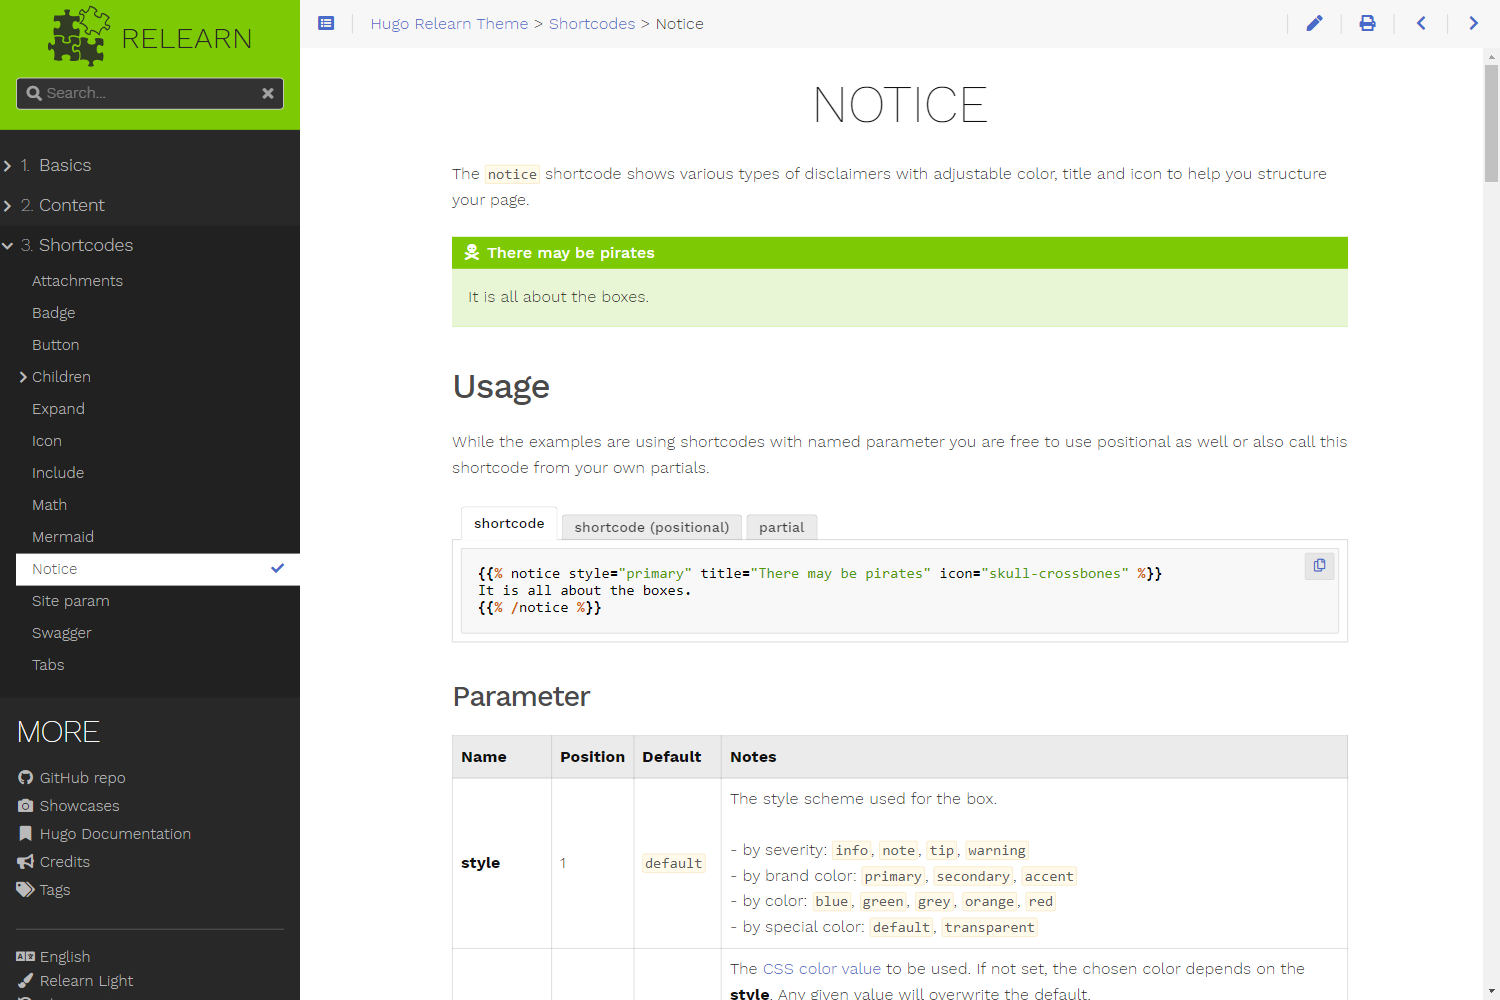 RELEARN
Search...
1. Basics
2. Content
3. Shortcodes
Attachments
Badge
Button
Children
Expand
Icon
Include
Math
Mermaid
Notice
Site param
Swagger
Tabs
MORE
GitHub repo
Showcases
Hugo Documentation
Credits
Tags
English
Relearn Light
Hugo Relearn Theme > Shortcodes > Notice
NOTICE
The notice shortcode shows various types of disclaimers with adjustable color, title and icon to help you structure
your page.
There may be pirates
It is all about the boxes.
Usage
While the examples are using shortcodes with named parameter you are free to use positional as well or also call this
shortcode from your own partials.
shortcode shortcode (positional) partial
{{% notice style="primary" title="There may be pirates" icon="skull-crossbones" %}}
It is all about the boxes.
{{% /notice %}}
Parameter
Name Position Default Notes
The style scheme used for the box.
- by severity: info, note, tip, warning
style 1 default
- by brand color: primary, secondary, accent
- by color: blue, green, grey, orange, red
- by special color: default, transparent
The CSS color value to be used. If not set, the chosen color depends on the
style. Any given value will overwrite the default.